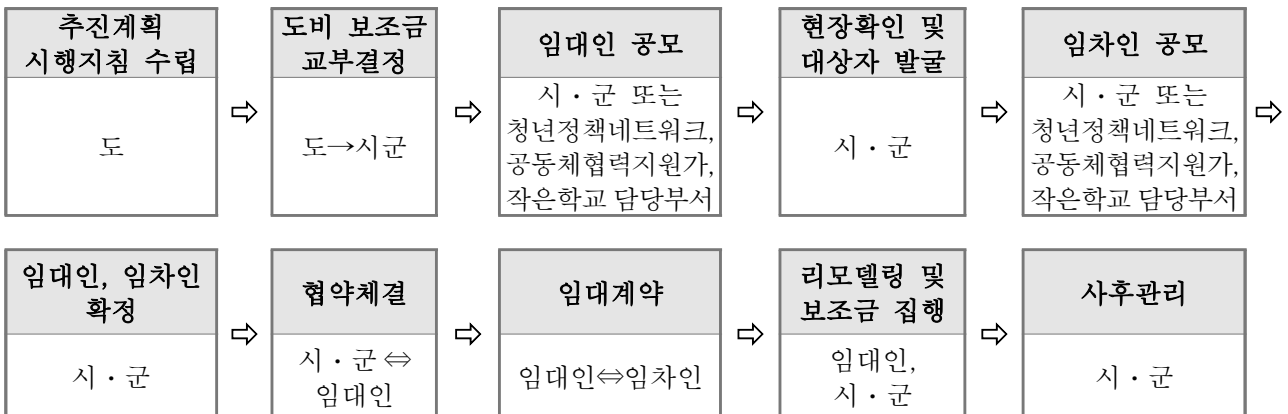 추진계획
시행지침 수립
도
⇨
도비 보조금
교부결정
도→시군
⇨
임대인 공모
시・군 또는
청년정책네트워크,
공동체협력지원가,
작은학교 담당부서
⇨
현장확인 및
대상자 발굴
시・군
⇨
임차인 공모
시・군 또는
청년정책네트워크,
공동체협력지원가,
작은학교 담당부서
⇨
임대인, 임차인
확정
시・군
⇨
협약체결
시・군⇔
임대인
⇨
임대계약
임대인⇔임차인
⇨
리모델링 및
보조금 집행
임대인,
시・군
⇨
사후관리
시・군